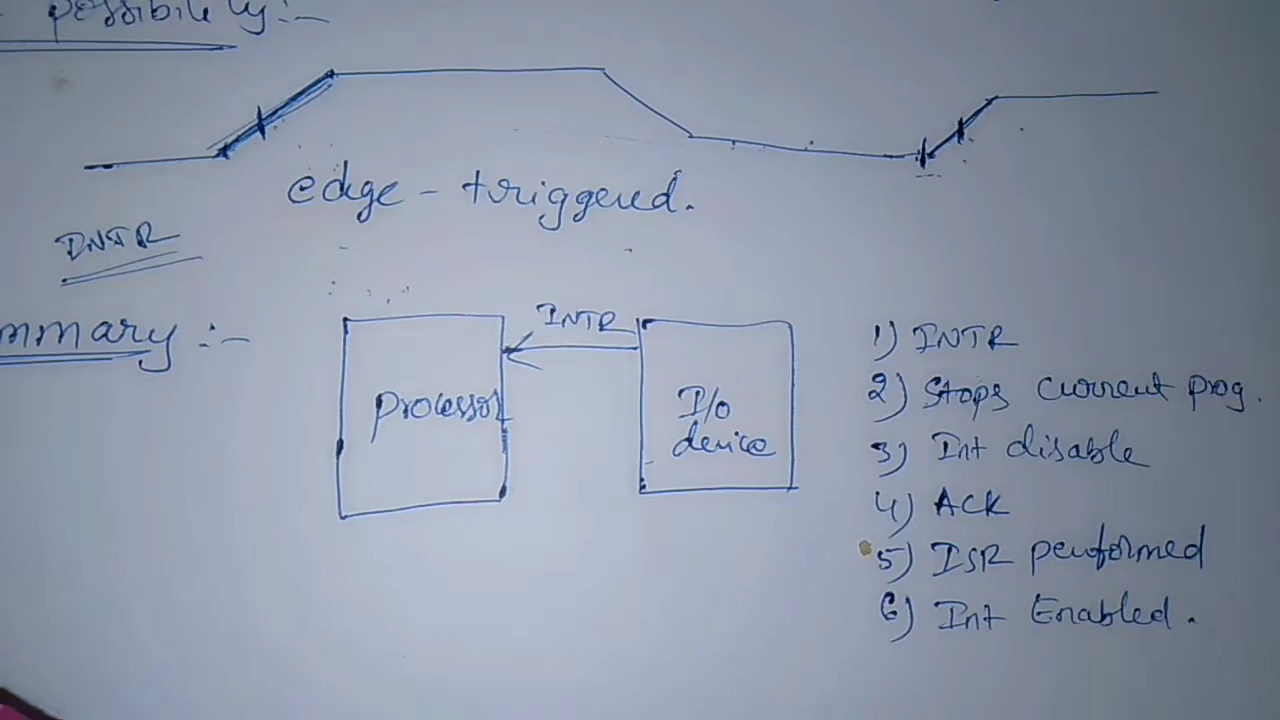 possibility:-
edge-triggered.
INTR
mmary:-
INTR
processor
I/o
device
1) INTR
2) Stops current prog.
3) Int disable
4) ACK
5) ISR performed
6) Int Enabled.